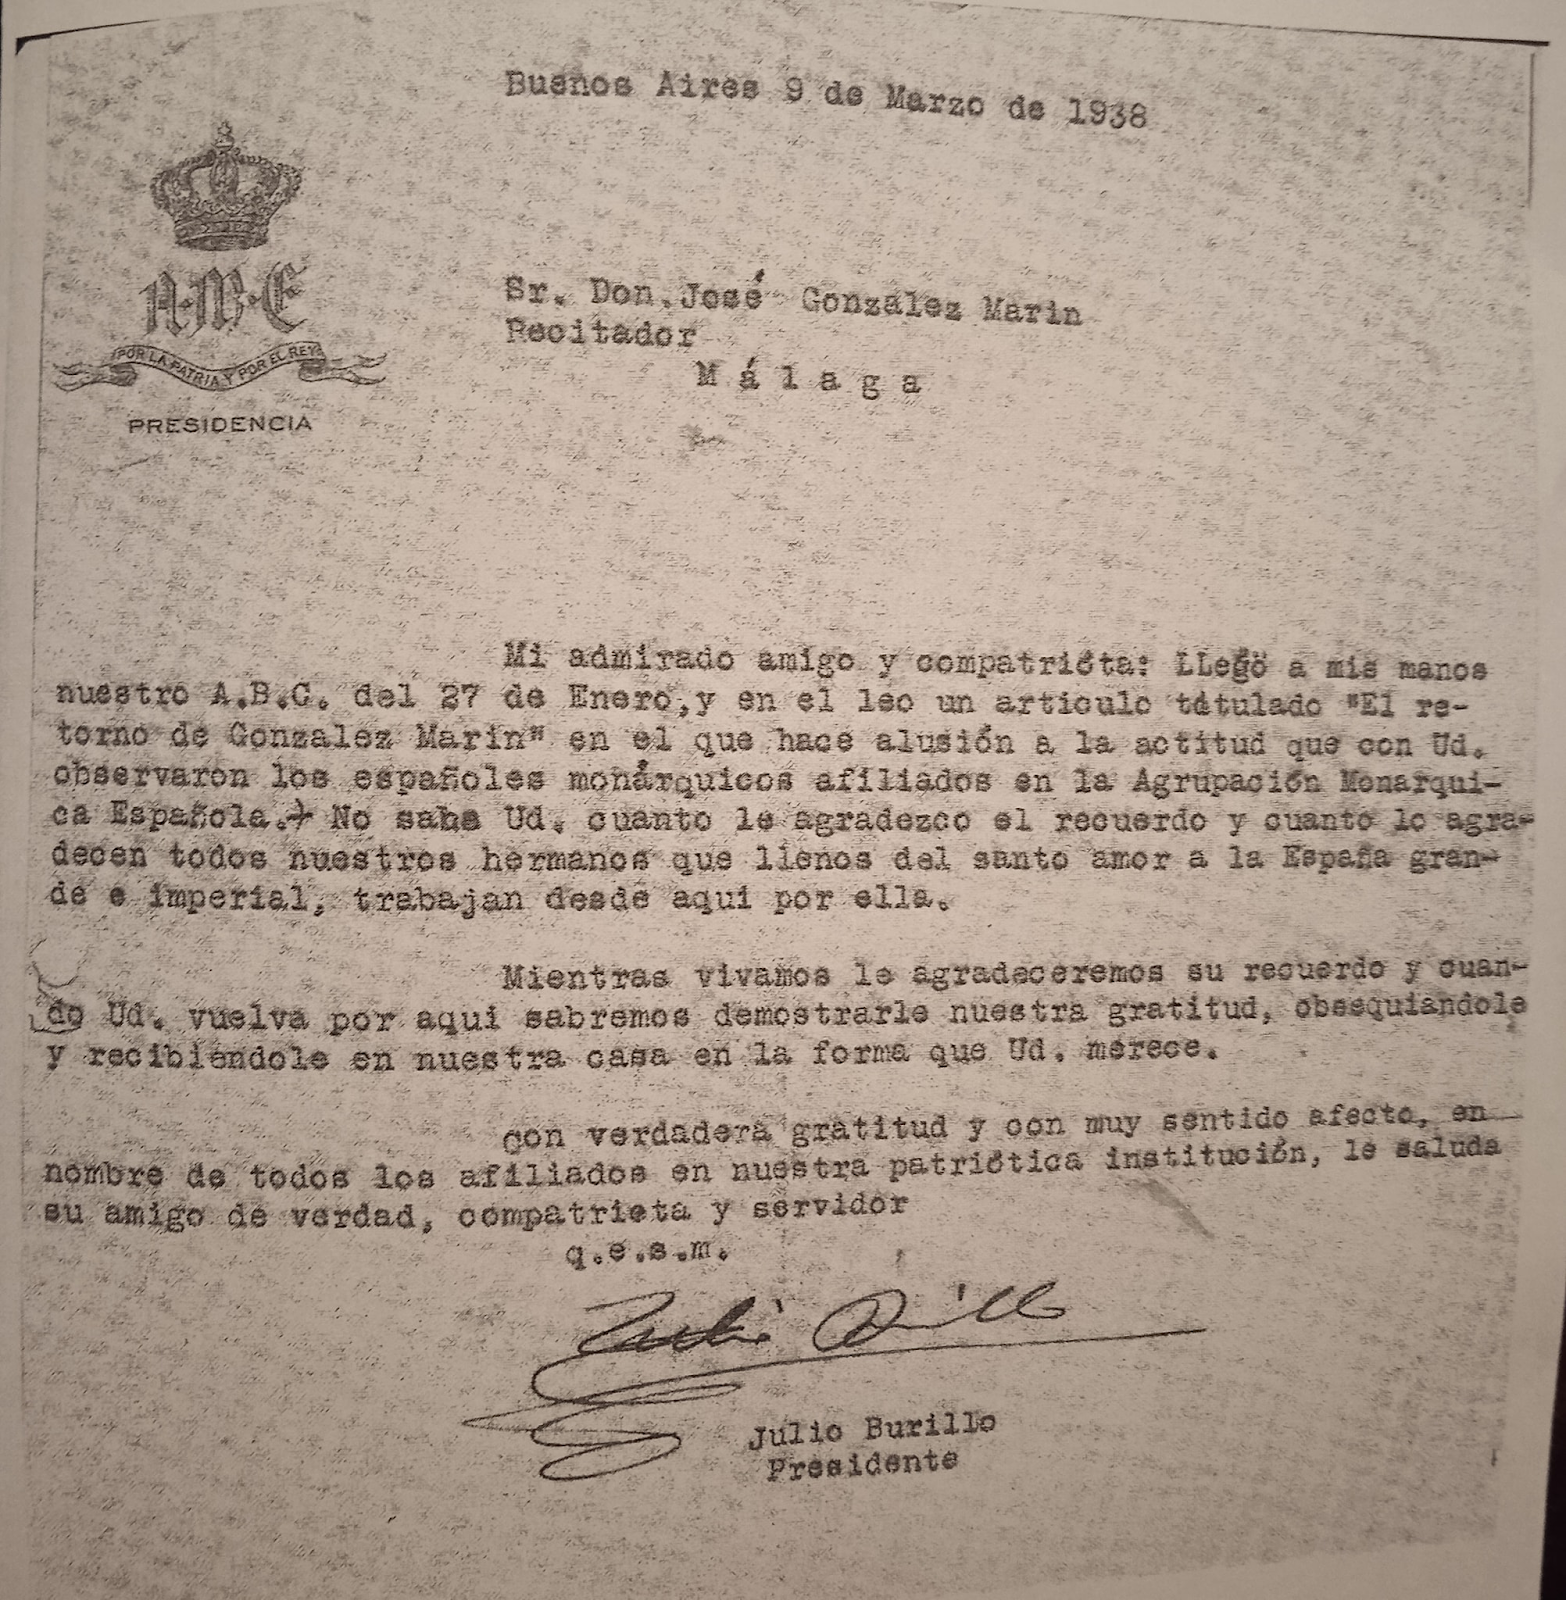 Buenos Aires 9 de Marzo de 1938
A·M·E
POR LA PATRIA Y POR EL REY
PRESIDENCIA
Sr. Don. José Gonzalez Marin
Recitador
Málaga
Mi admirado amigo y compatrióta: LLegó a mis manos
nuestro A.B.C. del 27 de Enero, y en el leo un articulo titulado "El re-
torno de Gonzalez Marin" en el que hace alusión a la actitud que con Ud.
observaron los españoles monárquicos afiliados en la Agrupación Monarqui-
ca Española.+ No sabe Ud. cuanto le agradezco el recuerdo y cuanto lo agra-
decen todos nuestros hermanos que llenos del santo amor a la España gran-
de e imperial, trabajan desde aqui por ella.
Mientras vivamos le agradeceremos su recuerdo y cuan-
do Ud. vuelva por aqui sabremos demostrarle nuestra gratitud, obsequiandole
y recibiendole en nuestra casa en la forma que Ud. merece.
con verdadera gratitud y con muy sentido afecto, en
nombre de todos los afiliados en nuestra patriótica institución, le saluda
su amigo de verdad, compatriota y servidor
q.e.s.m.
Julio Burillo
Julio Burillo
Presidente